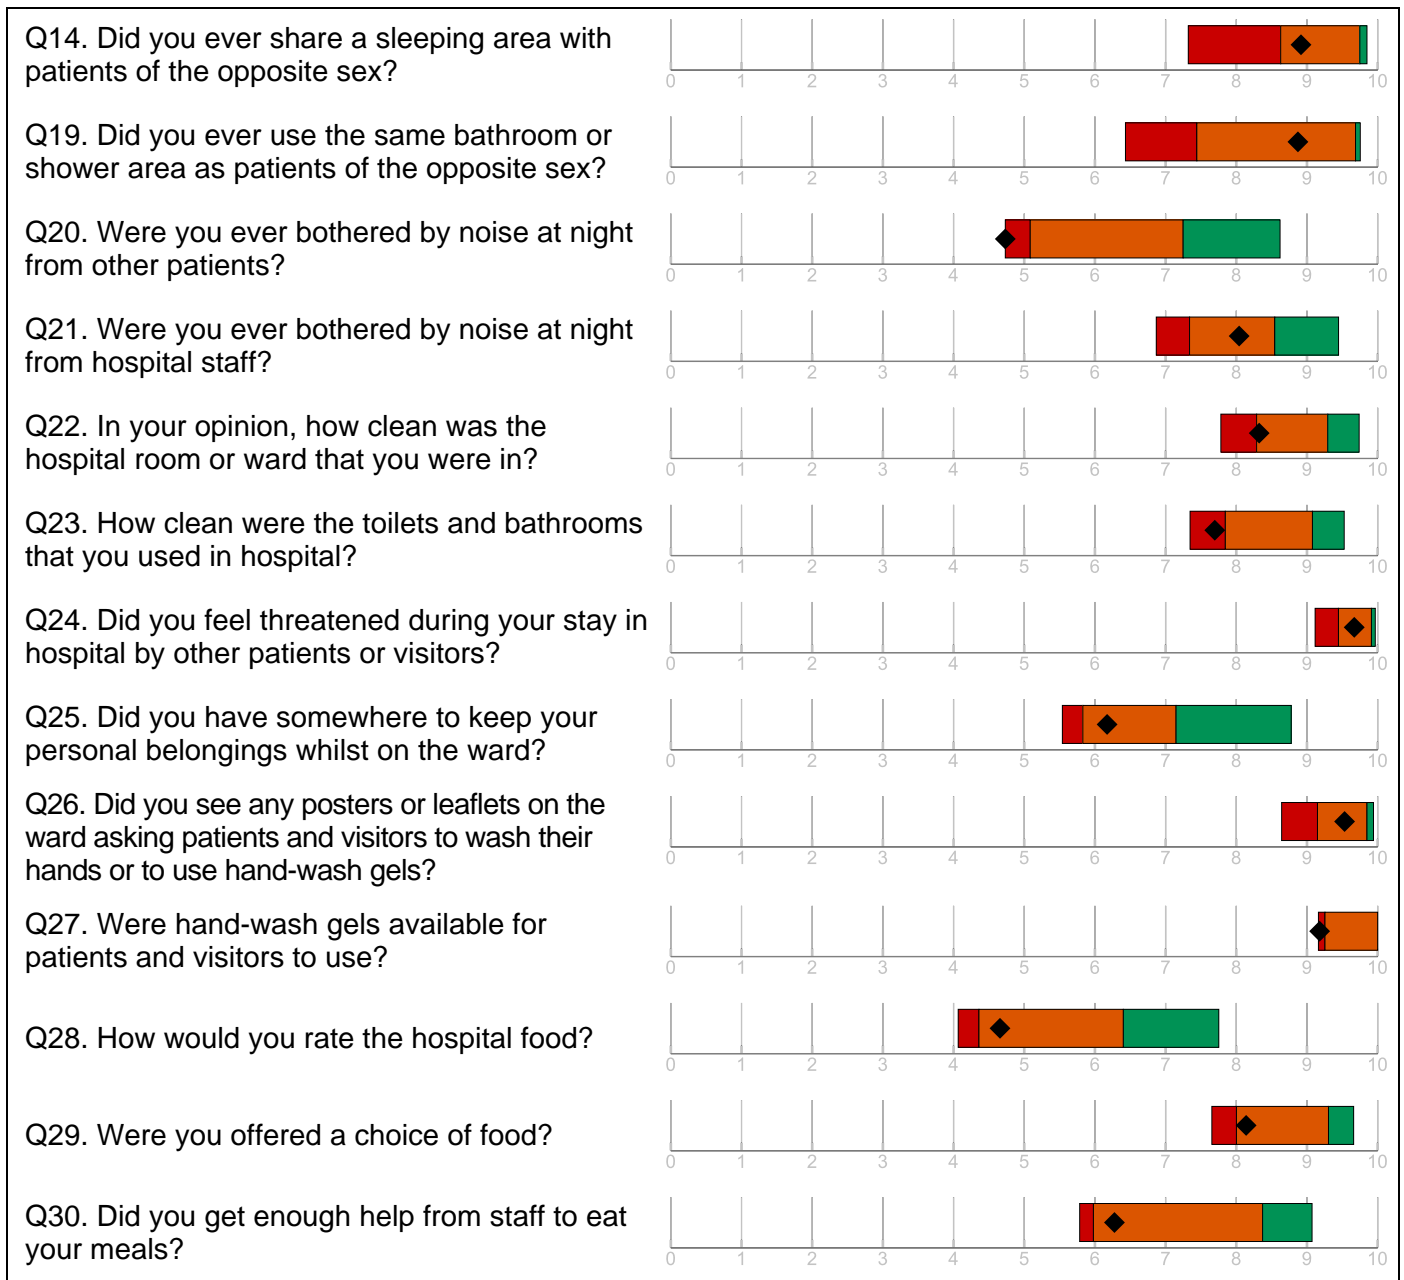 Q14. Did you ever share a sleeping area with
patients of the opposite sex?
0 1 2 3 4 5 6 7 8 9 10
Q19. Did you ever use the same bathroom or
shower area as patients of the opposite sex?
0 1 2 3 4 5 6 7 8 9 10
Q20. Were you ever bothered by noise at night
from other patients?
0 1 2 3 4 5 6 7 8 9 10
Q21. Were you ever bothered by noise at night
from hospital staff?
0 1 2 3 4 5 6 7 8 9 10
Q22. In your opinion, how clean was the
hospital room or ward that you were in?
0 1 2 3 4 5 6 7 8 9 10
Q23. How clean were the toilets and bathrooms
that you used in hospital?
0 1 2 3 4 5 6 7 8 9 10
Q24. Did you feel threatened during your stay in
hospital by other patients or visitors?
0 1 2 3 4 5 6 7 8 9 10
Q25. Did you have somewhere to keep your
personal belongings whilst on the ward?
0 1 2 3 4 5 6 7 8 9 10
Q26. Did you see any posters or leaflets on the
ward asking patients and visitors to wash their
hands or to use hand-wash gels?
0 1 2 3 4 5 6 7 8 9 10
Q27. Were hand-wash gels available for
patients and visitors to use?
0 1 2 3 4 5 6 7 8 9 10
Q28. How would you rate the hospital food?
0 1 2 3 4 5 6 7 8 9 10
Q29. Were you offered a choice of food?
0 1 2 3 4 5 6 7 8 9 10
Q30. Did you get enough help from staff to eat
your meals?
0 1 2 3 4 5 6 7 8 9 10